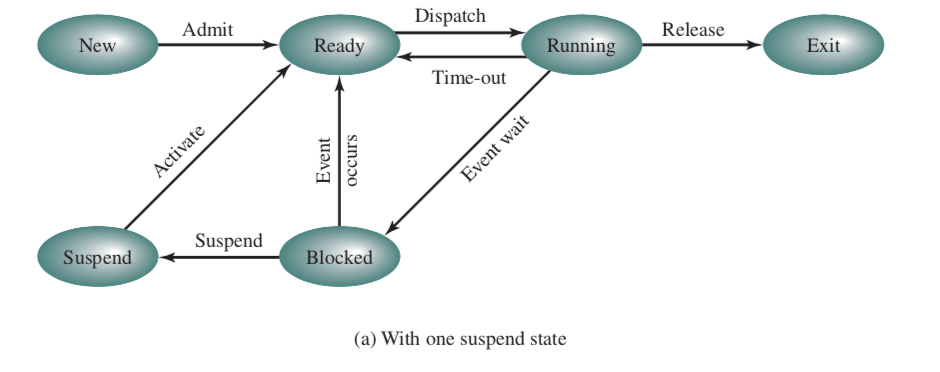 Dispatch
Admit
Release
New
Ready
Running
Exit
Time-out
Activate
Event
occurs
Event wait
Suspend
Suspend
Blocked
(a) With one suspend state